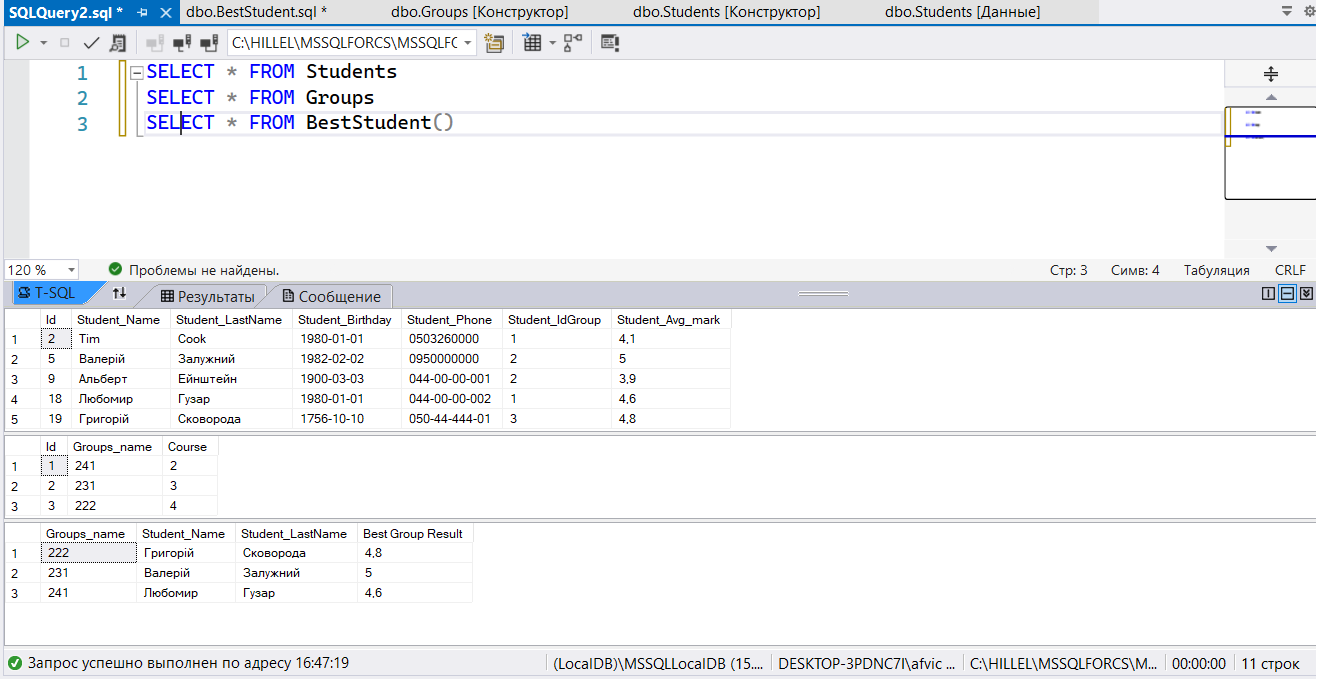 SQLQuery2.sql * dbo.BestStudent.sql * dbo.Groups [Конструктор] dbo.Students [Конструктор] dbo.Students [Данные]
C:\HILLEL\MSSQLFORCS\MSSQLFC
1 SELECT * FROM Students
2 SELECT * FROM Groups
3 SELECT * FROM BestStudent()
120 % Проблемы не найдены. Стр: 3 Симв: 4 Табуляция CRLF
T-SQL Результаты Сообщение
Id Student_Name Student_LastName Student_Birthday Student_Phone Student_IdGroup Student_Avg_mark
1 2 Tim Cook 1980-01-01 0503260000 1 4,1
2 5 Валерій Залужний 1982-02-02 0950000000 2 5
3 9 Альберт Ейнштейн 1900-03-03 044-00-00-001 2 3,9
4 18 Любомир Гузар 1980-01-01 044-00-00-002 1 4,6
5 19 Григорій Сковорода 1756-10-10 050-44-444-01 3 4,8
Id Groups_name Course
1 1 241 2
2 2 231 3
3 3 222 4
Groups_name Student_Name Student_LastName Best Group Result
1 222 Григорій Сковорода 4,8
2 231 Валерій Залужний 5
3 241 Любомир Гузар 4,6
Запрос успешно выполнен по адресу 16:47:19 (LocalDB)\MSSQLLocalDB (15.... DESKTOP-3PDNC7I\afvic ... C:\HILLEL\MSSQLFORCS\M... 00:00:00 11 строк